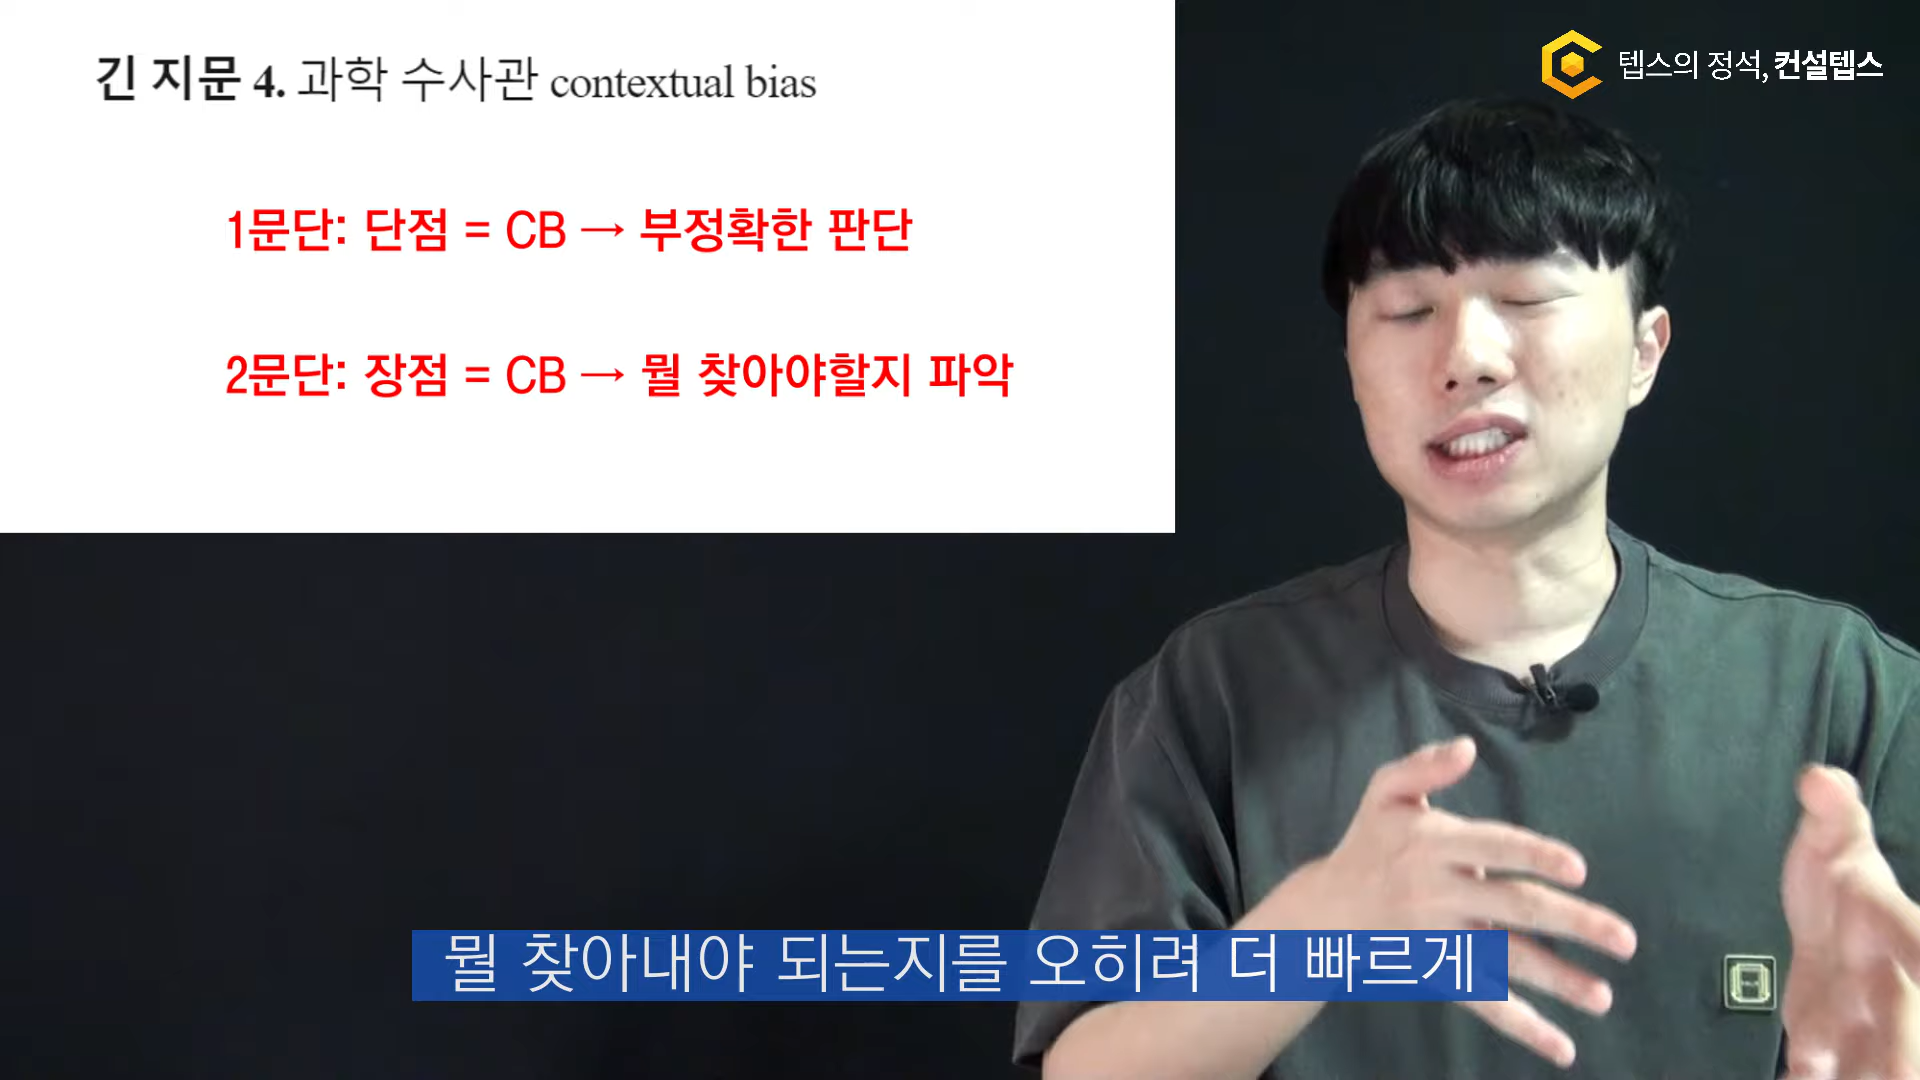 긴 지문 4. 과학 수사관 contextual bias
텝스의 정석, 컨설텝스
1문단: 단점 = CB → 부정확한 판단
2문단: 장점 = CB → 뭘 찾아야할지 파악
뭘 찾아내야 되는지를 오히려 더 빠르게